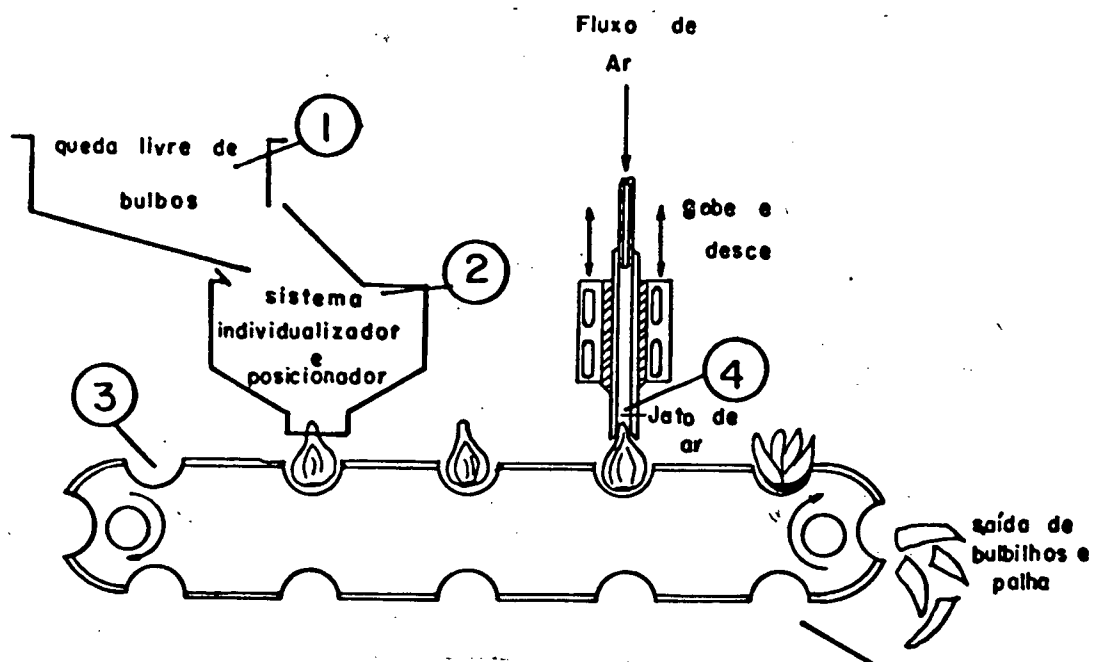 Fluxo de
Ar
1
queda livre de
bulbos
Sobe e
desce
2
sistema
individualizador
e
posicionador
3
4
Jato de
ar
saída de
bulbilhos e
palha